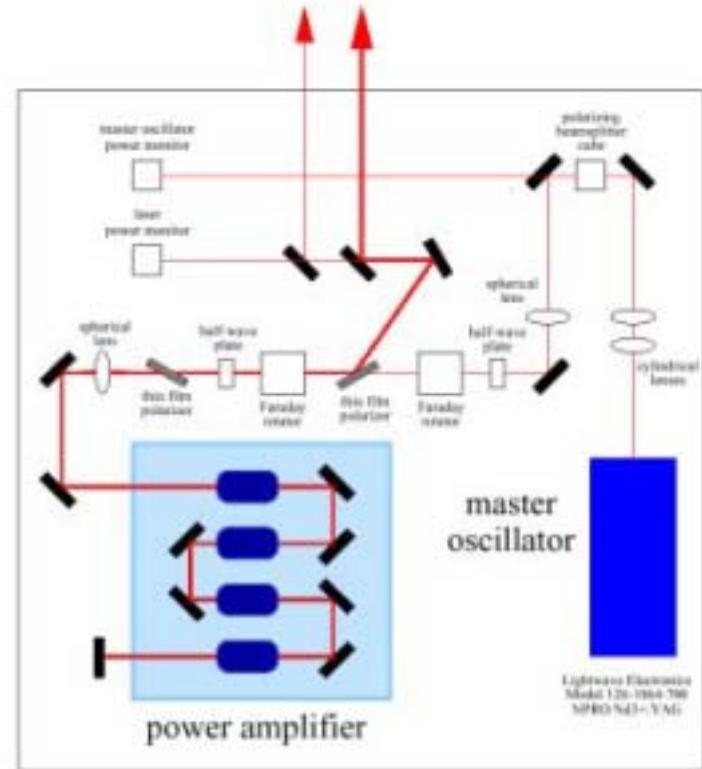 master oscillator
power monitor
polarizing
beamsplitter
cube
laser
power monitor
spherical
lens
spherical
lens
half-wave
plate
half-wave
plate
cylindrical
lenses
thin film
polarizer
Faraday
rotator
thin film
polarizer
Faraday
rotator
master
oscillator
Lightwave Electronics
Model 126-1064-700
NPRO Nd3+:YAG
power amplifier